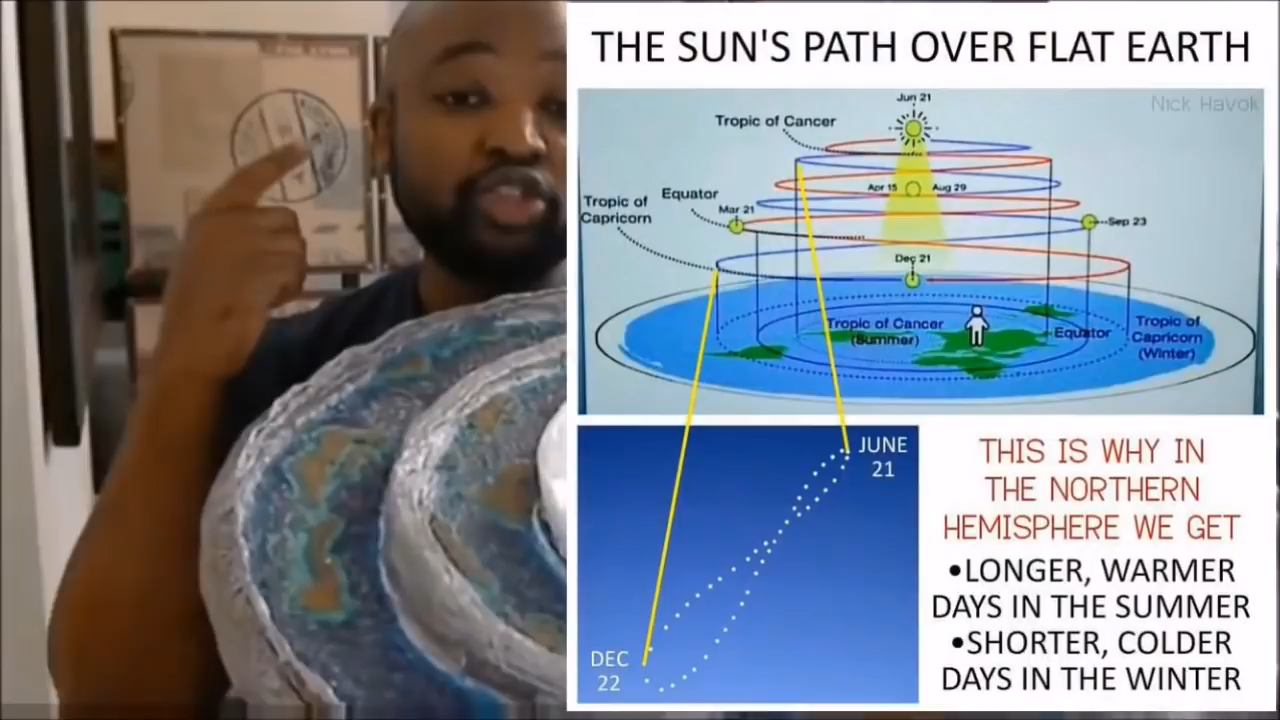 THE SUN'S PATH OVER FLAT EARTH
Nick Havok
Jun 21
Tropic of Cancer
Apr 15
Aug 29
Equator
Tropic of
Capricorn
Mar 21
Sep 23
Dec 21
Tropic of Cancer
(Summer)
Equator
Tropic of
Capricorn
(Winter)
JUNE
21
DEC
22
THIS IS WHY IN
THE NORTHERN
HEMISPHERE WE GET
•LONGER, WARMER
DAYS IN THE SUMMER
•SHORTER, COLDER
DAYS IN THE WINTER